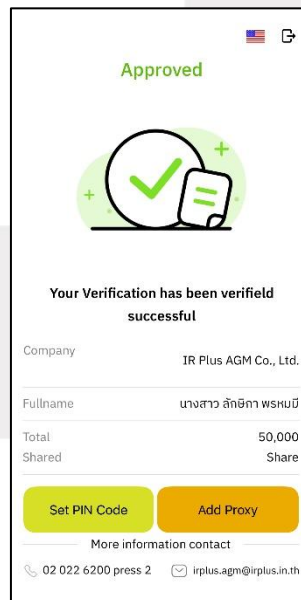 Approved
Your Verification has been verifield
successful
Company
IR Plus AGM Co., Ltd.
Fullname นางสาว ลักษิกา พรหมมี
Total 50,000
Shared Share
Set PIN Code Add Proxy
More information contact
02 022 6200 press 2 irplus.agm@irplus.in.th